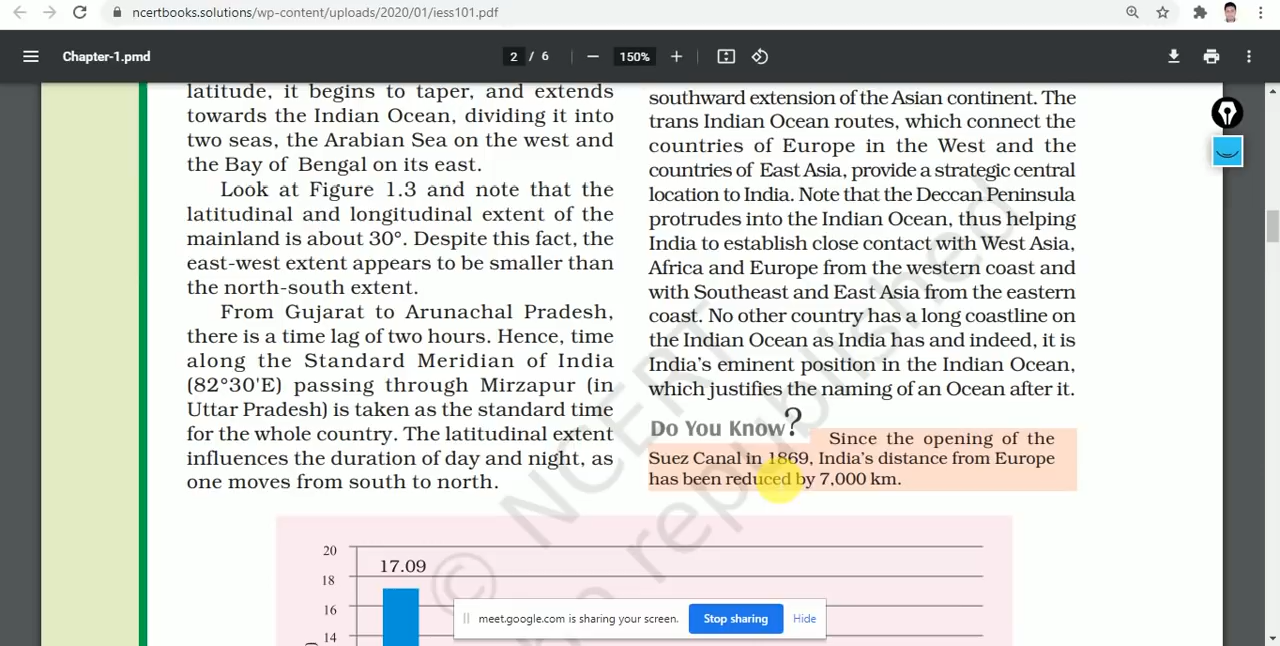 ncertbooks.solutions/wp-content/uploads/2020/01/iess101.pdf
Chapter-1.pmd
2 / 6
150%
latitude, it begins to taper, and extends
towards the Indian Ocean, dividing it into
two seas, the Arabian Sea on the west and
the Bay of Bengal on its east.
Look at Figure 1.3 and note that the
latitudinal and longitudinal extent of the
mainland is about 30°. Despite this fact, the
east-west extent appears to be smaller than
the north-south extent.
From Gujarat to Arunachal Pradesh,
there is a time lag of two hours. Hence, time
along the Standard Meridian of India
(82°30'E) passing through Mirzapur (in
Uttar Pradesh) is taken as the standard time
for the whole country. The latitudinal extent
influences the duration of day and night, as
one moves from south to north.
southward extension of the Asian continent. The
trans Indian Ocean routes, which connect the
countries of Europe in the West and the
countries of East Asia, provide a strategic central
location to India. Note that the Deccan Peninsula
protrudes into the Indian Ocean, thus helping
India to establish close contact with West Asia,
Africa and Europe from the western coast and
with Southeast and East Asia from the eastern
coast. No other country has a long coastline on
the Indian Ocean as India has and indeed, it is
India's eminent position in the Indian Ocean,
which justifies the naming of an Ocean after it.
Do You Know?
Since the opening of the
Suez Canal in 1869, India's distance from Europe
has been reduced by 7,000 km.
© NCERT
republished
20
17.09
18
16
14
meet.google.com is sharing your screen.
Stop sharing
Hide